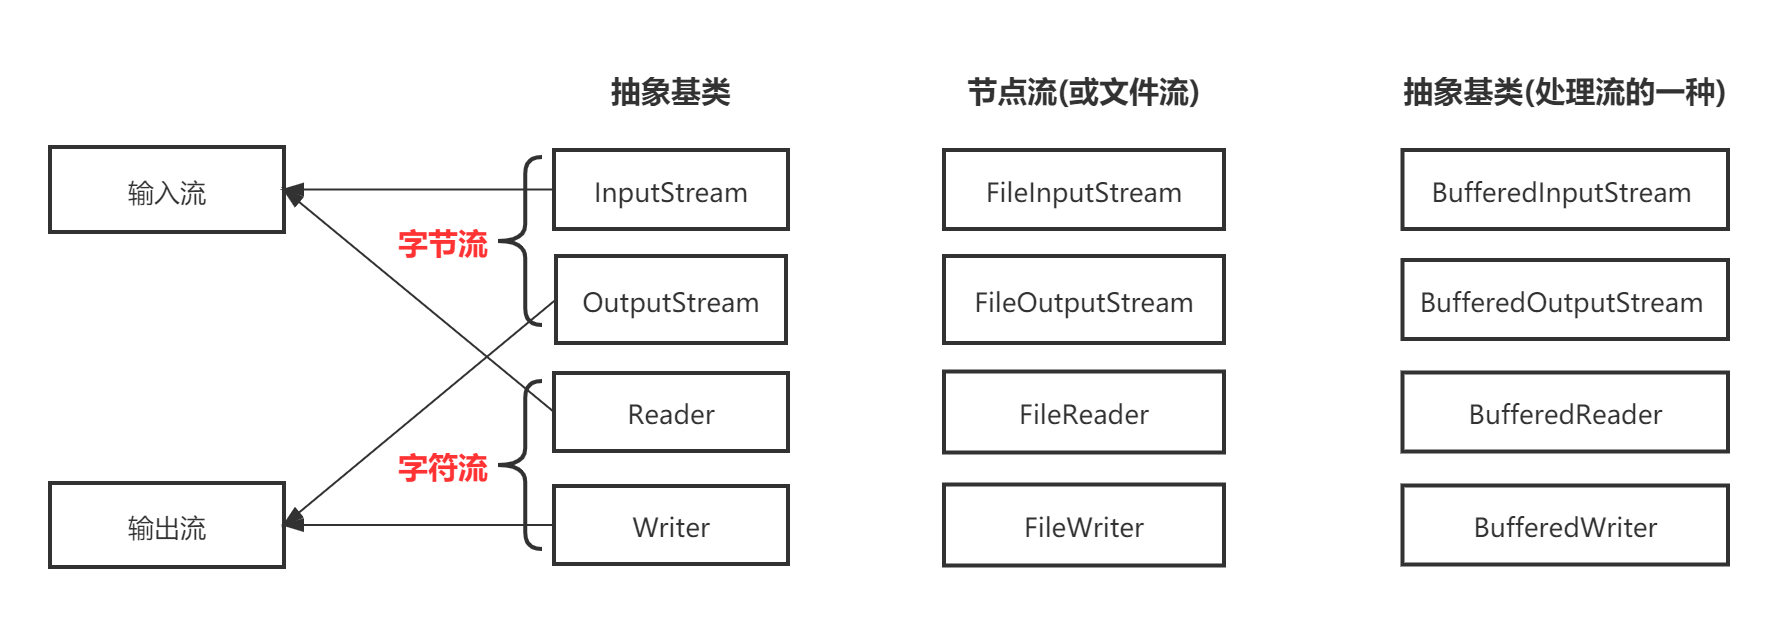 抽象基类
节点流(或文件流)
抽象基类(处理流的一种)
输入流
InputStream
FileInputStream
BufferedInputStream
字节流
OutputStream
FileOutputStream
BufferedOutputStream
Reader
FileReader
BufferedReader
字符流
输出流
Writer
FileWriter
BufferedWriter